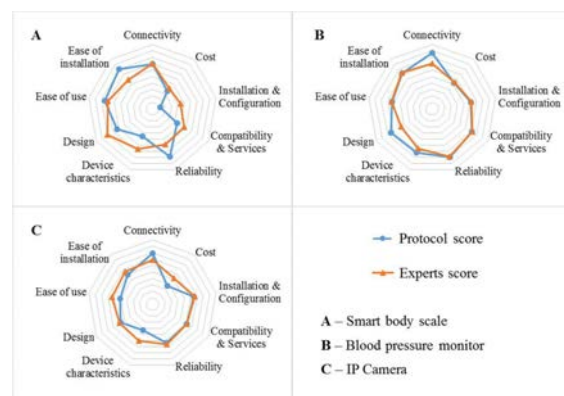 A
Connectivity
Cost
Installation &
Configuration
Compatibility
& Services
Reliability
Device
characteristics
Design
Ease of use
Ease of
installation
B
Connectivity
Cost
Installation &
Configuration
Compatibility
& Services
Reliability
Device
characteristics
Design
Ease of use
Ease of
installation
C
Connectivity
Cost
Installation &
Configuration
Compatibility
& Services
Reliability
Device
characteristics
Design
Ease of use
Ease of
installation
Protocol score
Experts score
A – Smart body scale
B – Blood pressure monitor
C – IP Camera